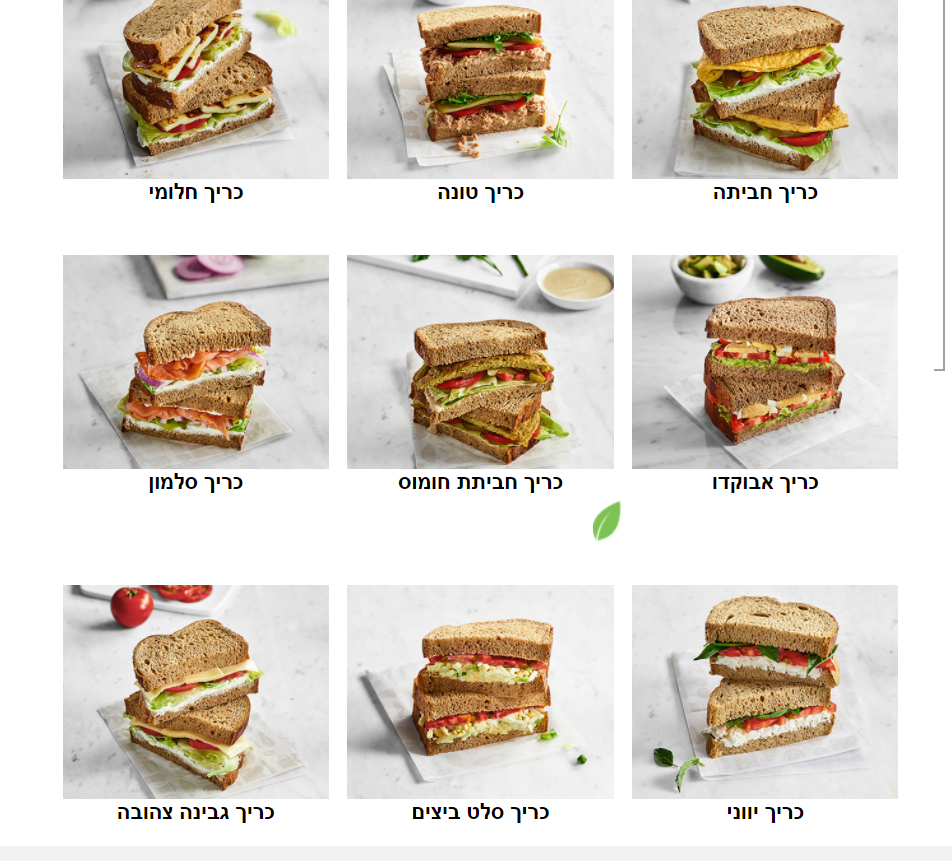 כריך חביתה
כריך טונה
כריך חלומי
כריך אבוקדו
כריך חביתת חומוס
כריך סלמון
כריך יווני
כריך סלט ביצים
כריך גבינה צהובה